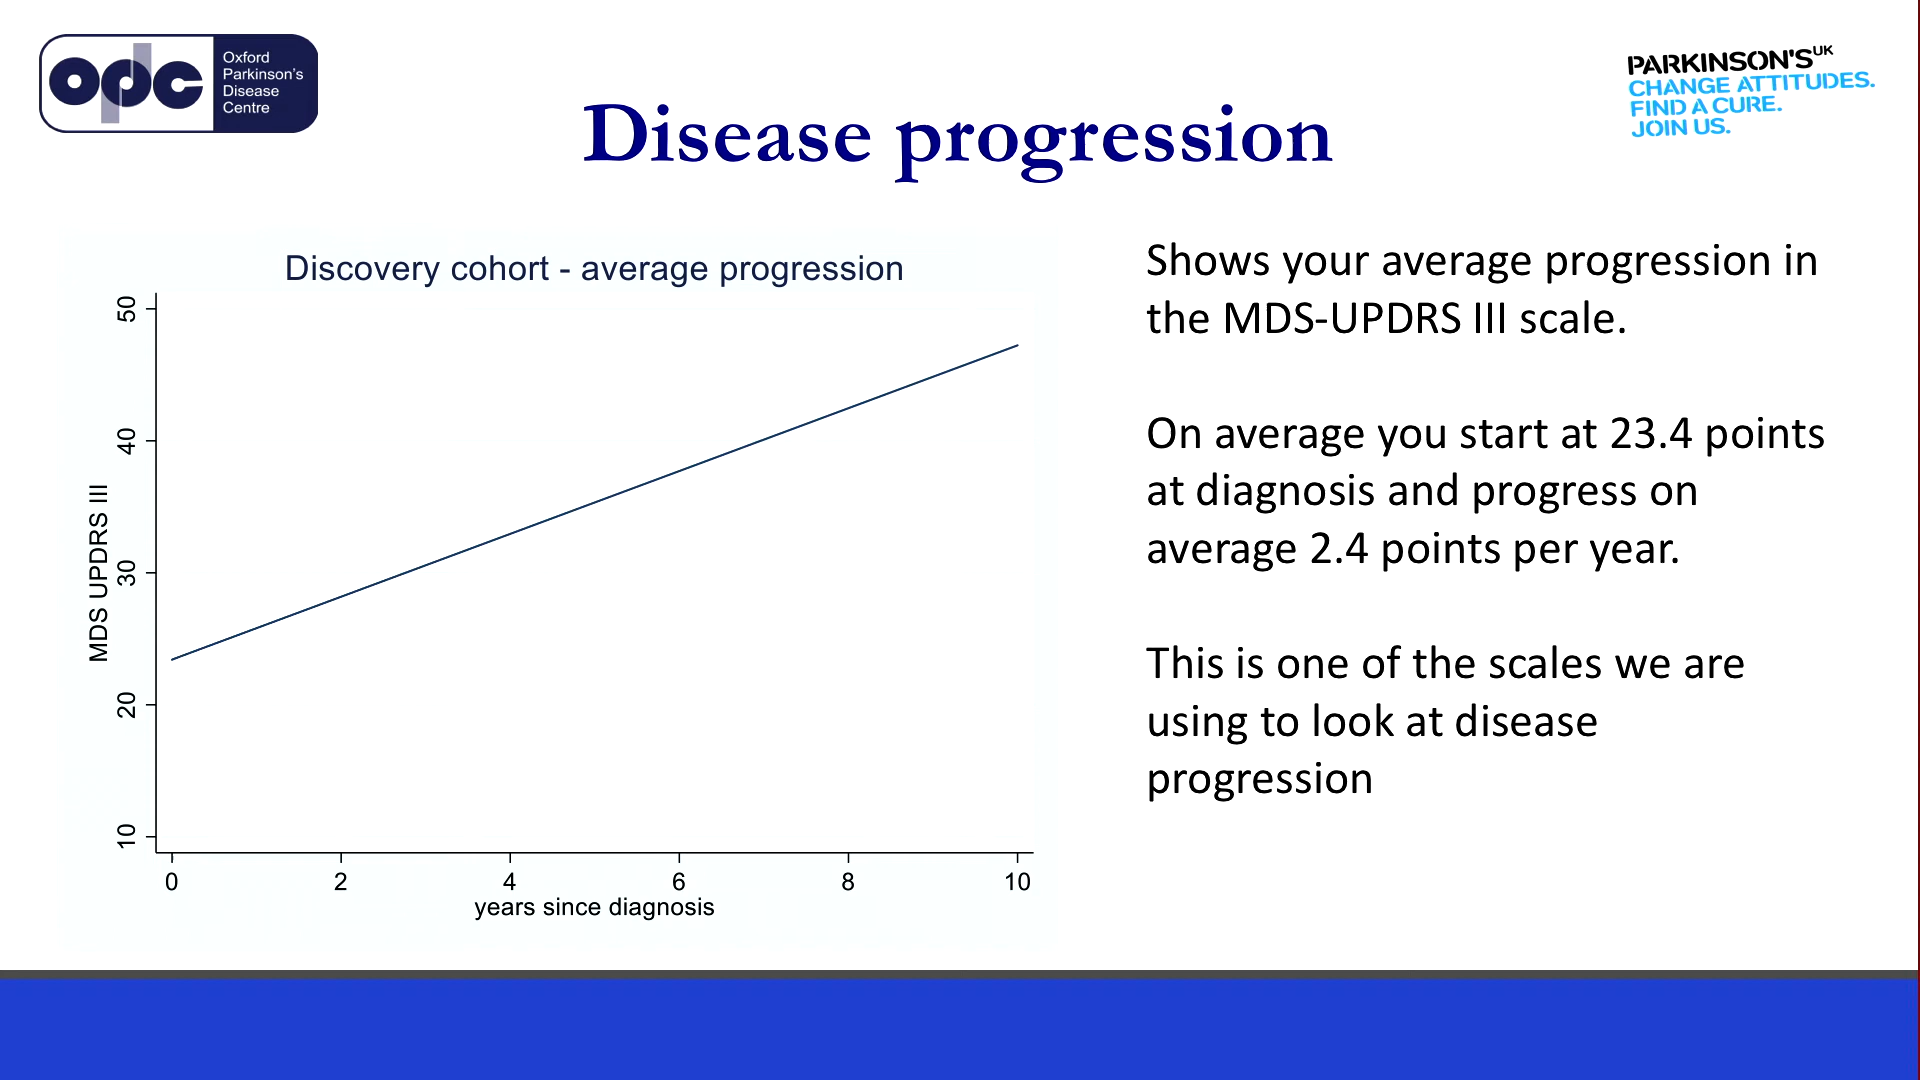 opdc
Oxford
Parkinson's
Disease
Centre
PARKINSON'S UK
CHANGE ATTITUDES.
FIND A CURE.
JOIN US.
Disease progression
Discovery cohort - average progression
50
40
30
20
10
MDS UPDRS III
0 2 4 6 8 10
years since diagnosis
Shows your average progression in
the MDS-UPDRS III scale.
On average you start at 23.4 points
at diagnosis and progress on
average 2.4 points per year.
This is one of the scales we are
using to look at disease
progression